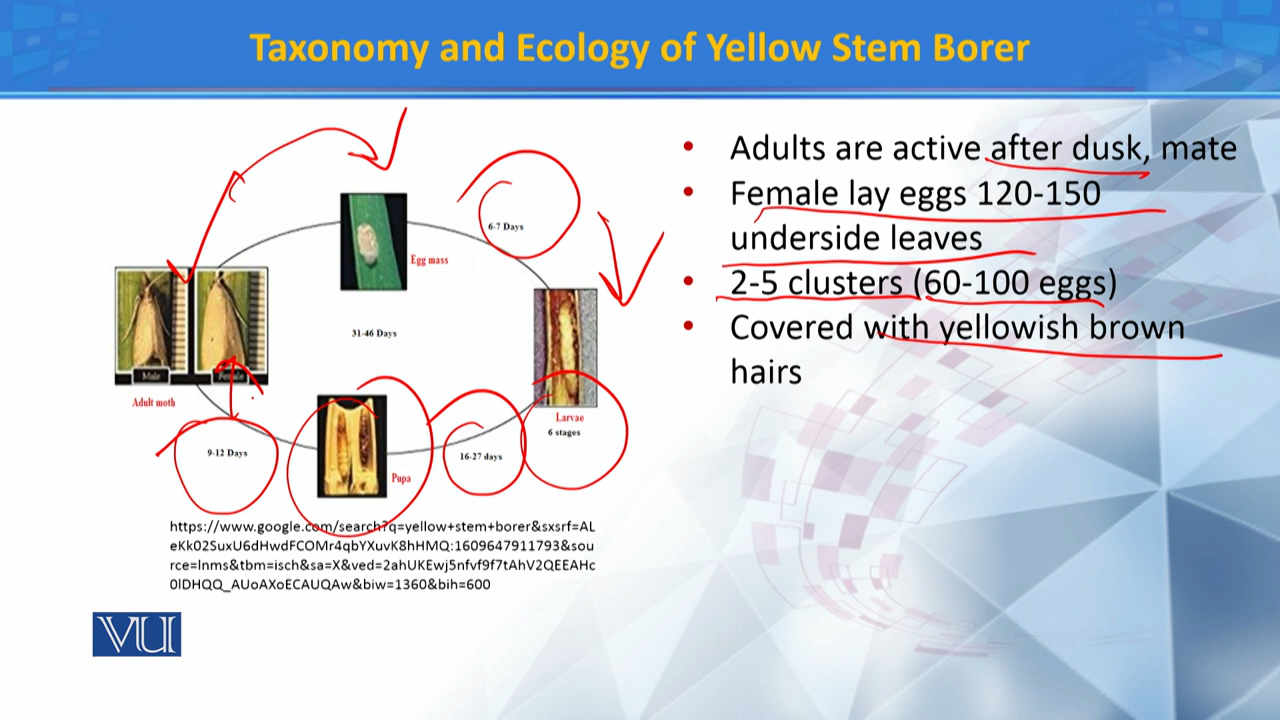 Taxonomy and Ecology of Yellow Stem Borer
6-7 Days
Egg mass
31-46 Days
Male
Female
Adult moth
Larvae
6 stages
9-12 Days
16-27 days
Pupa
https://www.google.com/search?q=yellow+stem+borer&sxsrf=AL
eKk02SuxU6dHwdFCOMr4qbYXuvK8hHMQ:1609647911793&sou
rce=lnms&tbm=isch&sa=X&ved=2ahUKEwj5nfvf9f7tAhV2QEEAHc
0lDHQQ_AUoAXoECAUQAw&biw=1360&bih=600
VU
• Adults are active after dusk, mate
• Female lay eggs 120-150
underside leaves
• 2-5 clusters (60-100 eggs)
• Covered with yellowish brown
hairs